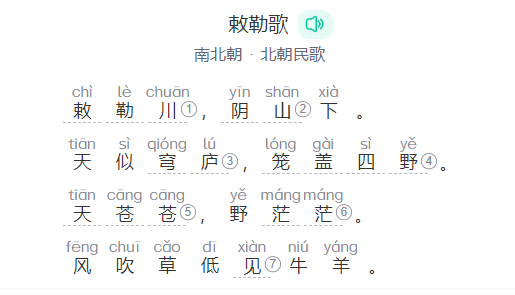 敕勒歌
南北朝 · 北朝民歌
chì lè chuān yīn shān xià
敕勒川①，阴山②下。
tiān sì qióng lú lóng gài sì yě
天似穹庐③，笼盖四野④。
tiān cāng cāng yě máng máng
天苍苍⑤，野茫茫⑥。
fēng chuī cǎo dī xiàn niú yáng
风吹草低见⑦牛羊。